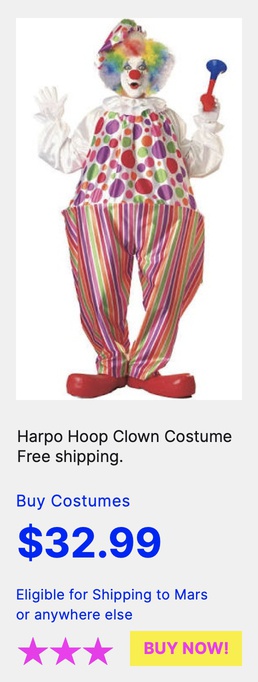 Harpo Hoop Clown Costume
Free shipping.
Buy Costumes
$32.99
Eligible for Shipping to Mars
or anywhere else
BUY NOW!